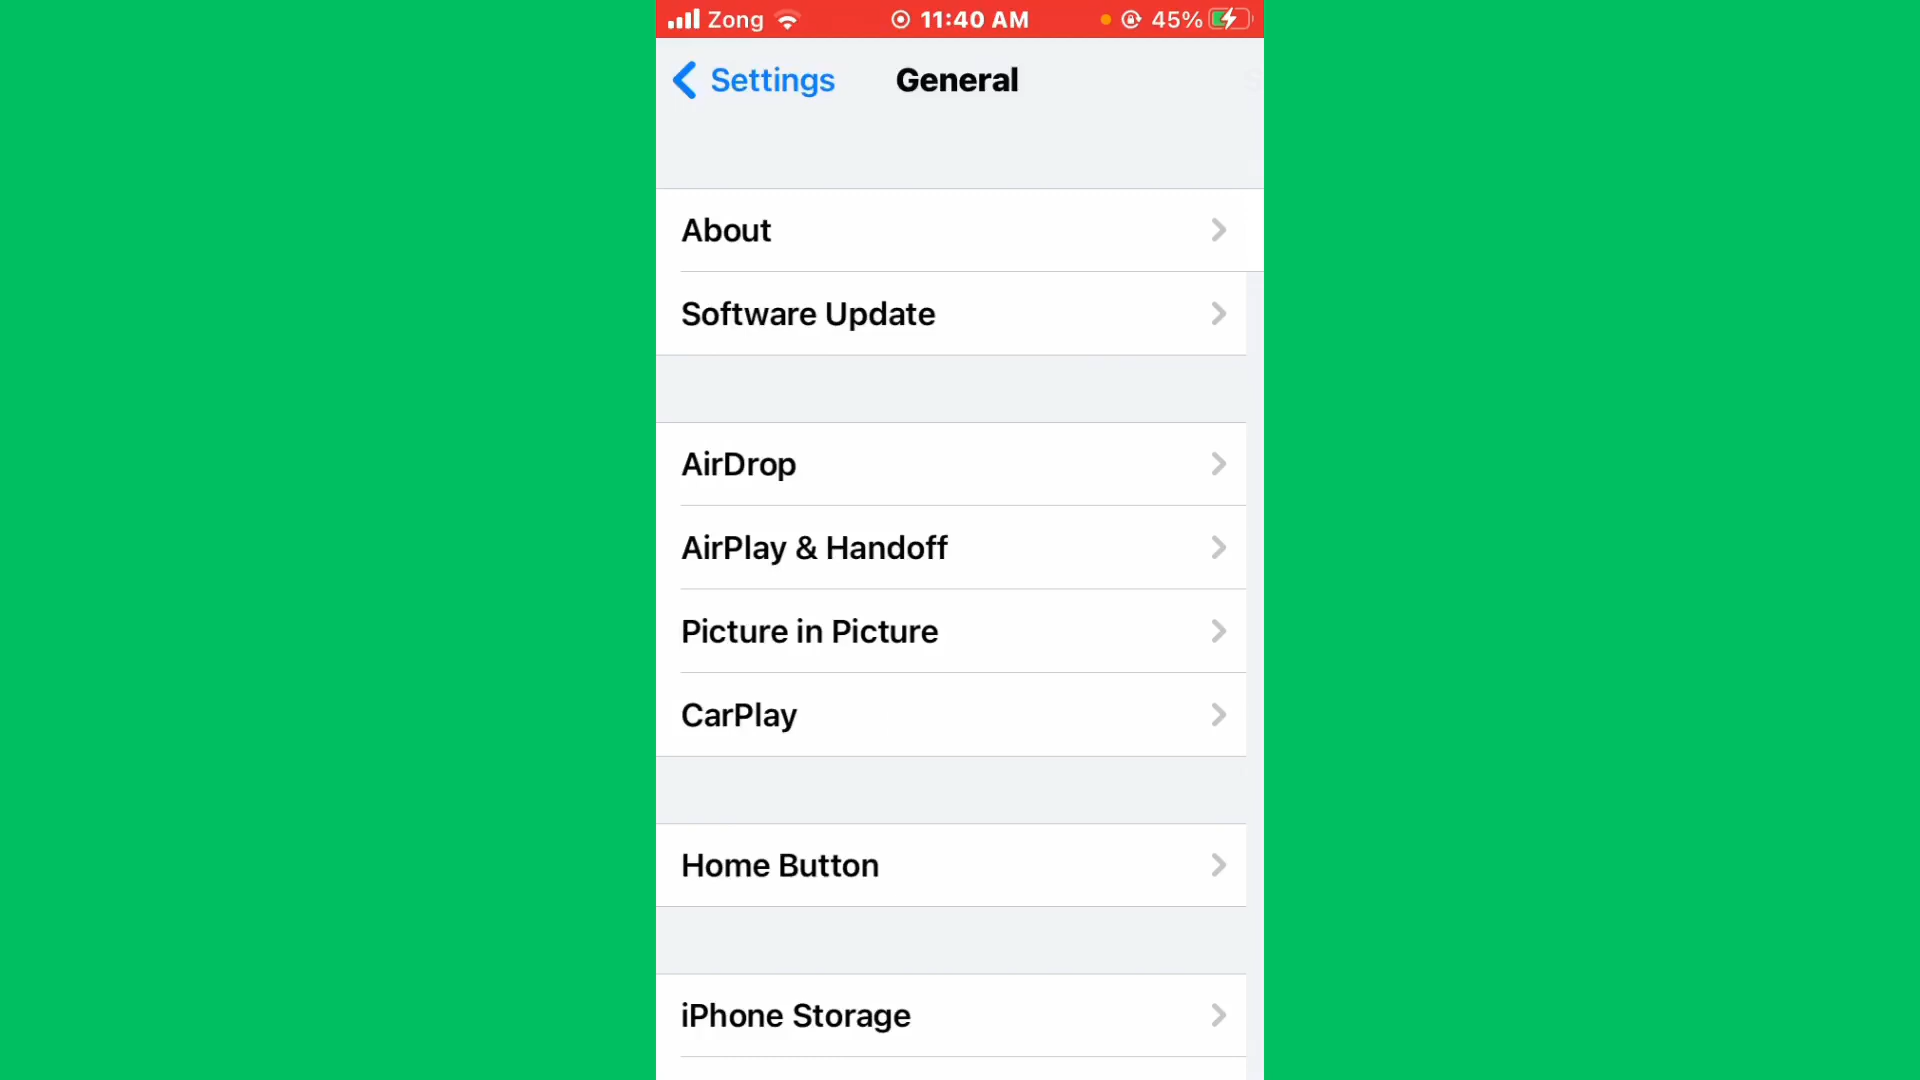 Zong 11:40 AM 45%
Settings General
About
Software Update
AirDrop
AirPlay & Handoff
Picture in Picture
CarPlay
Home Button
iPhone Storage